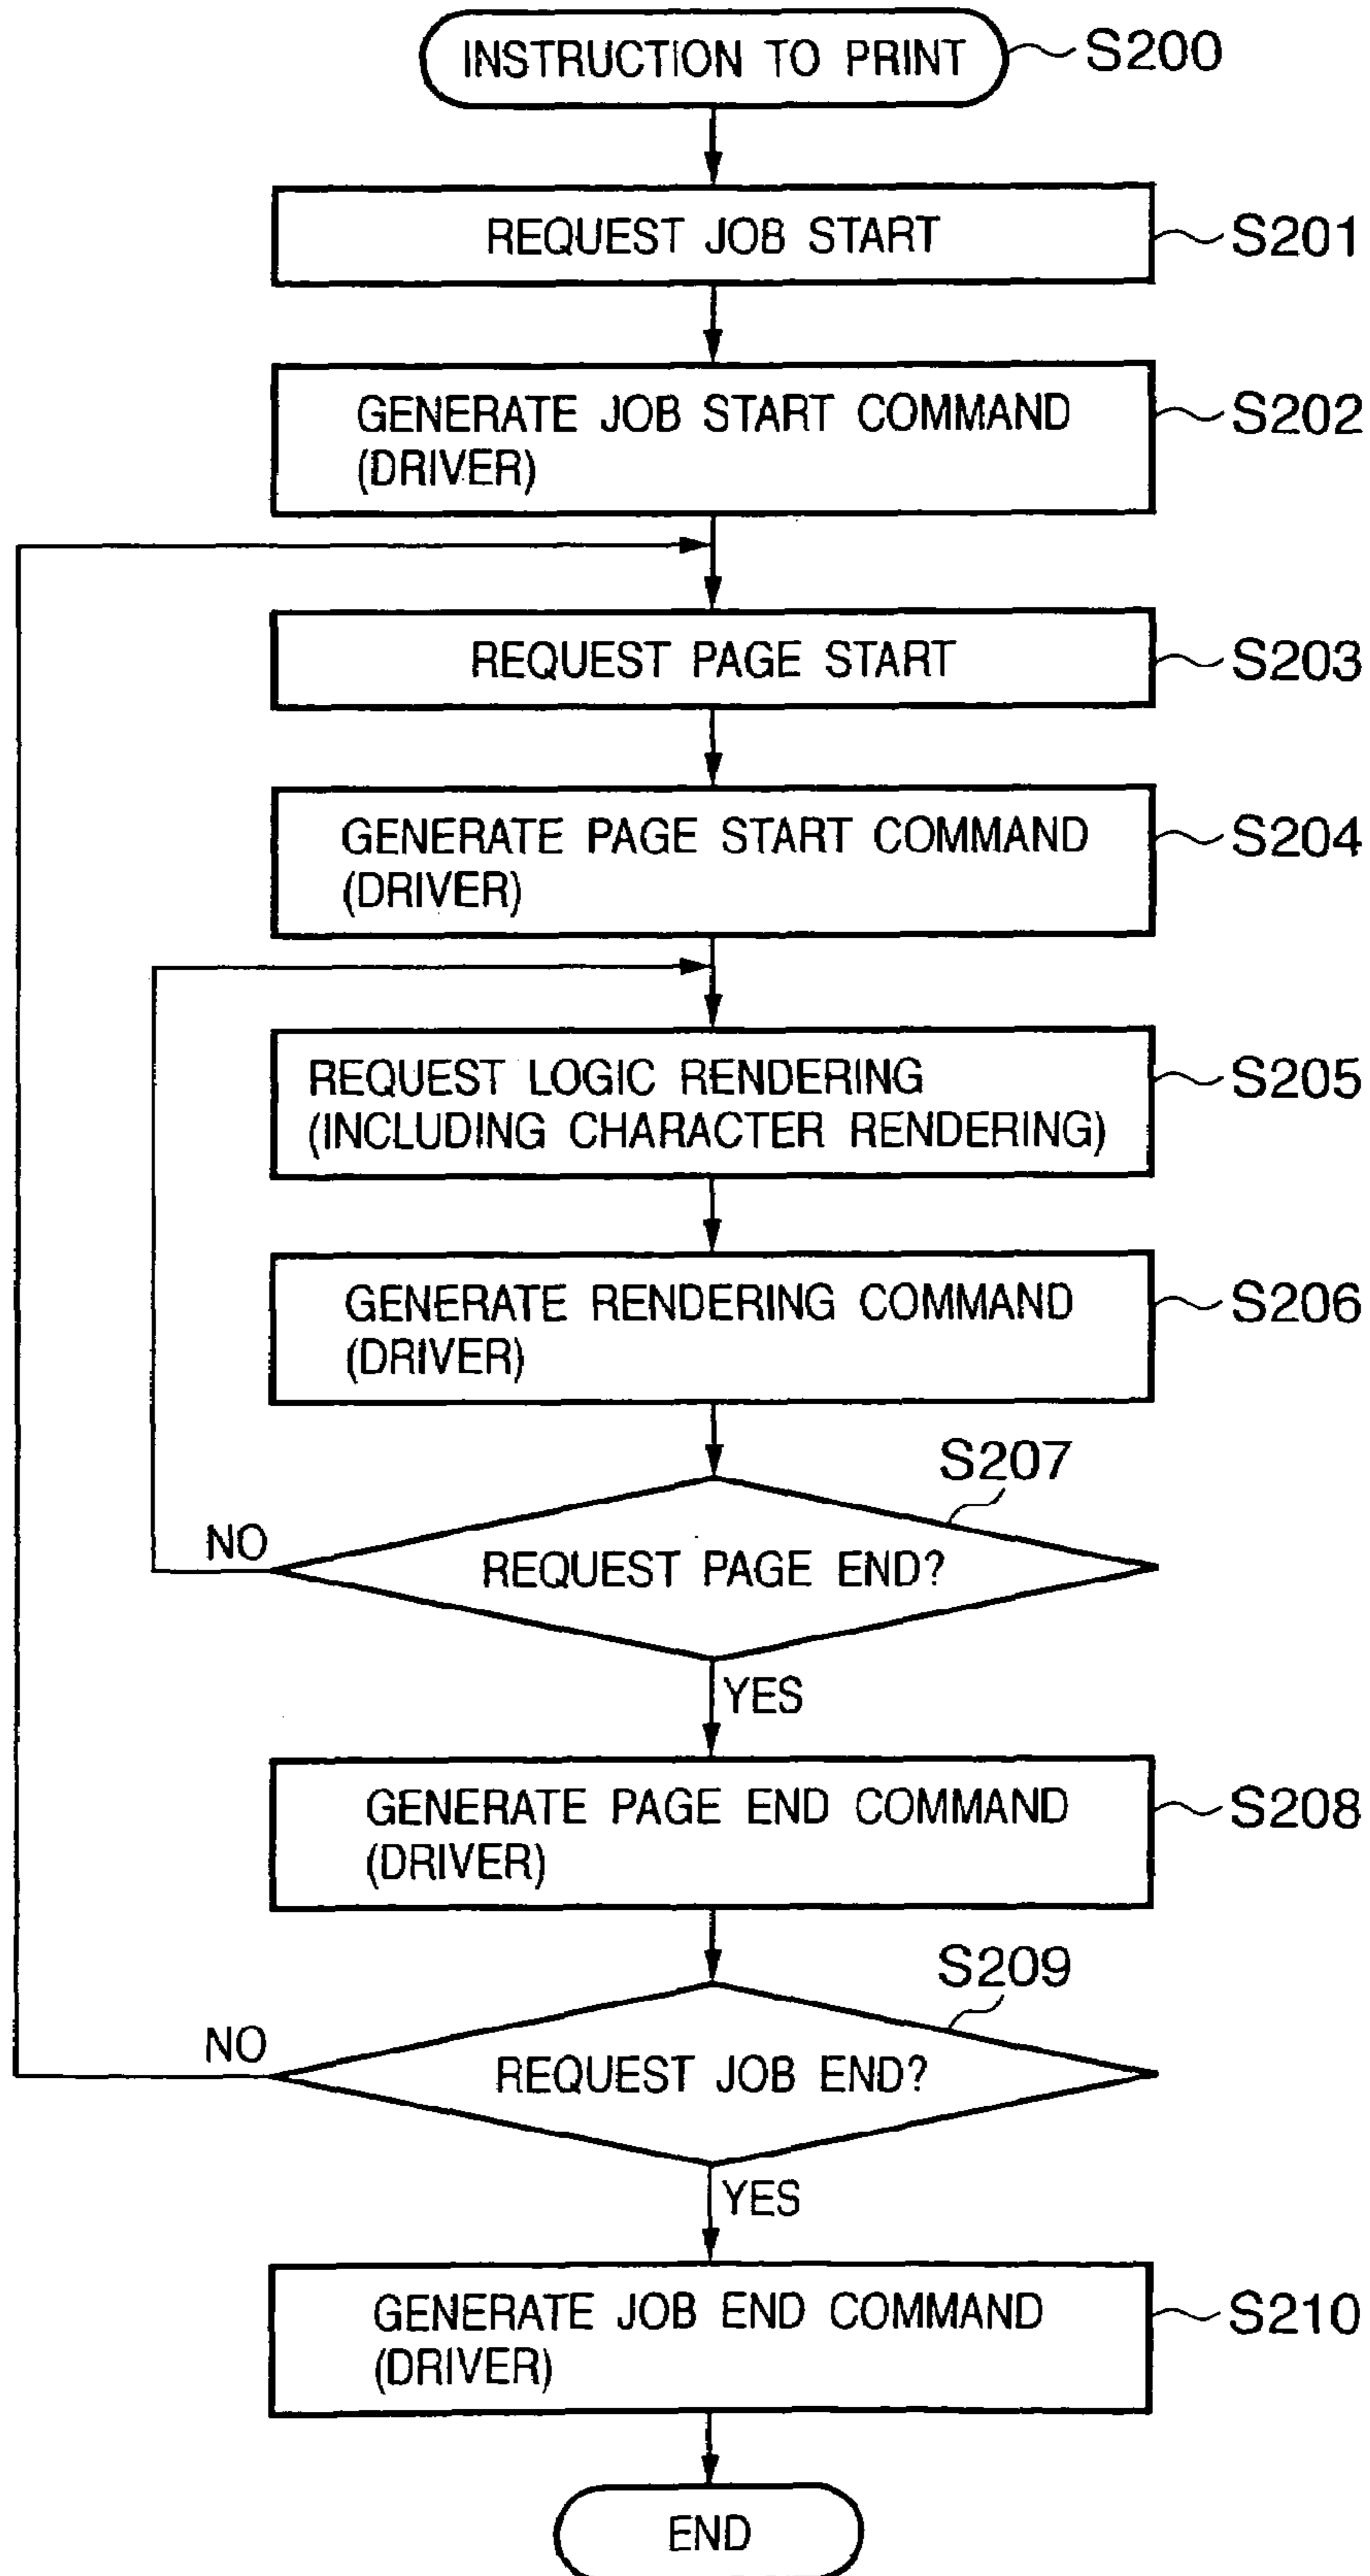 INSTRUCTION TO PRINT
S200
REQUEST JOB START
S201
GENERATE JOB START COMMAND
(DRIVER)
S202
REQUEST PAGE START
S203
GENERATE PAGE START COMMAND
(DRIVER)
S204
REQUEST LOGIC RENDERING
(INCLUDING CHARACTER RENDERING)
S205
GENERATE RENDERING COMMAND
(DRIVER)
S206
S207
NO
REQUEST PAGE END?
YES
GENERATE PAGE END COMMAND
(DRIVER)
S208
S209
NO
REQUEST JOB END?
YES
GENERATE JOB END COMMAND
(DRIVER)
S210
END